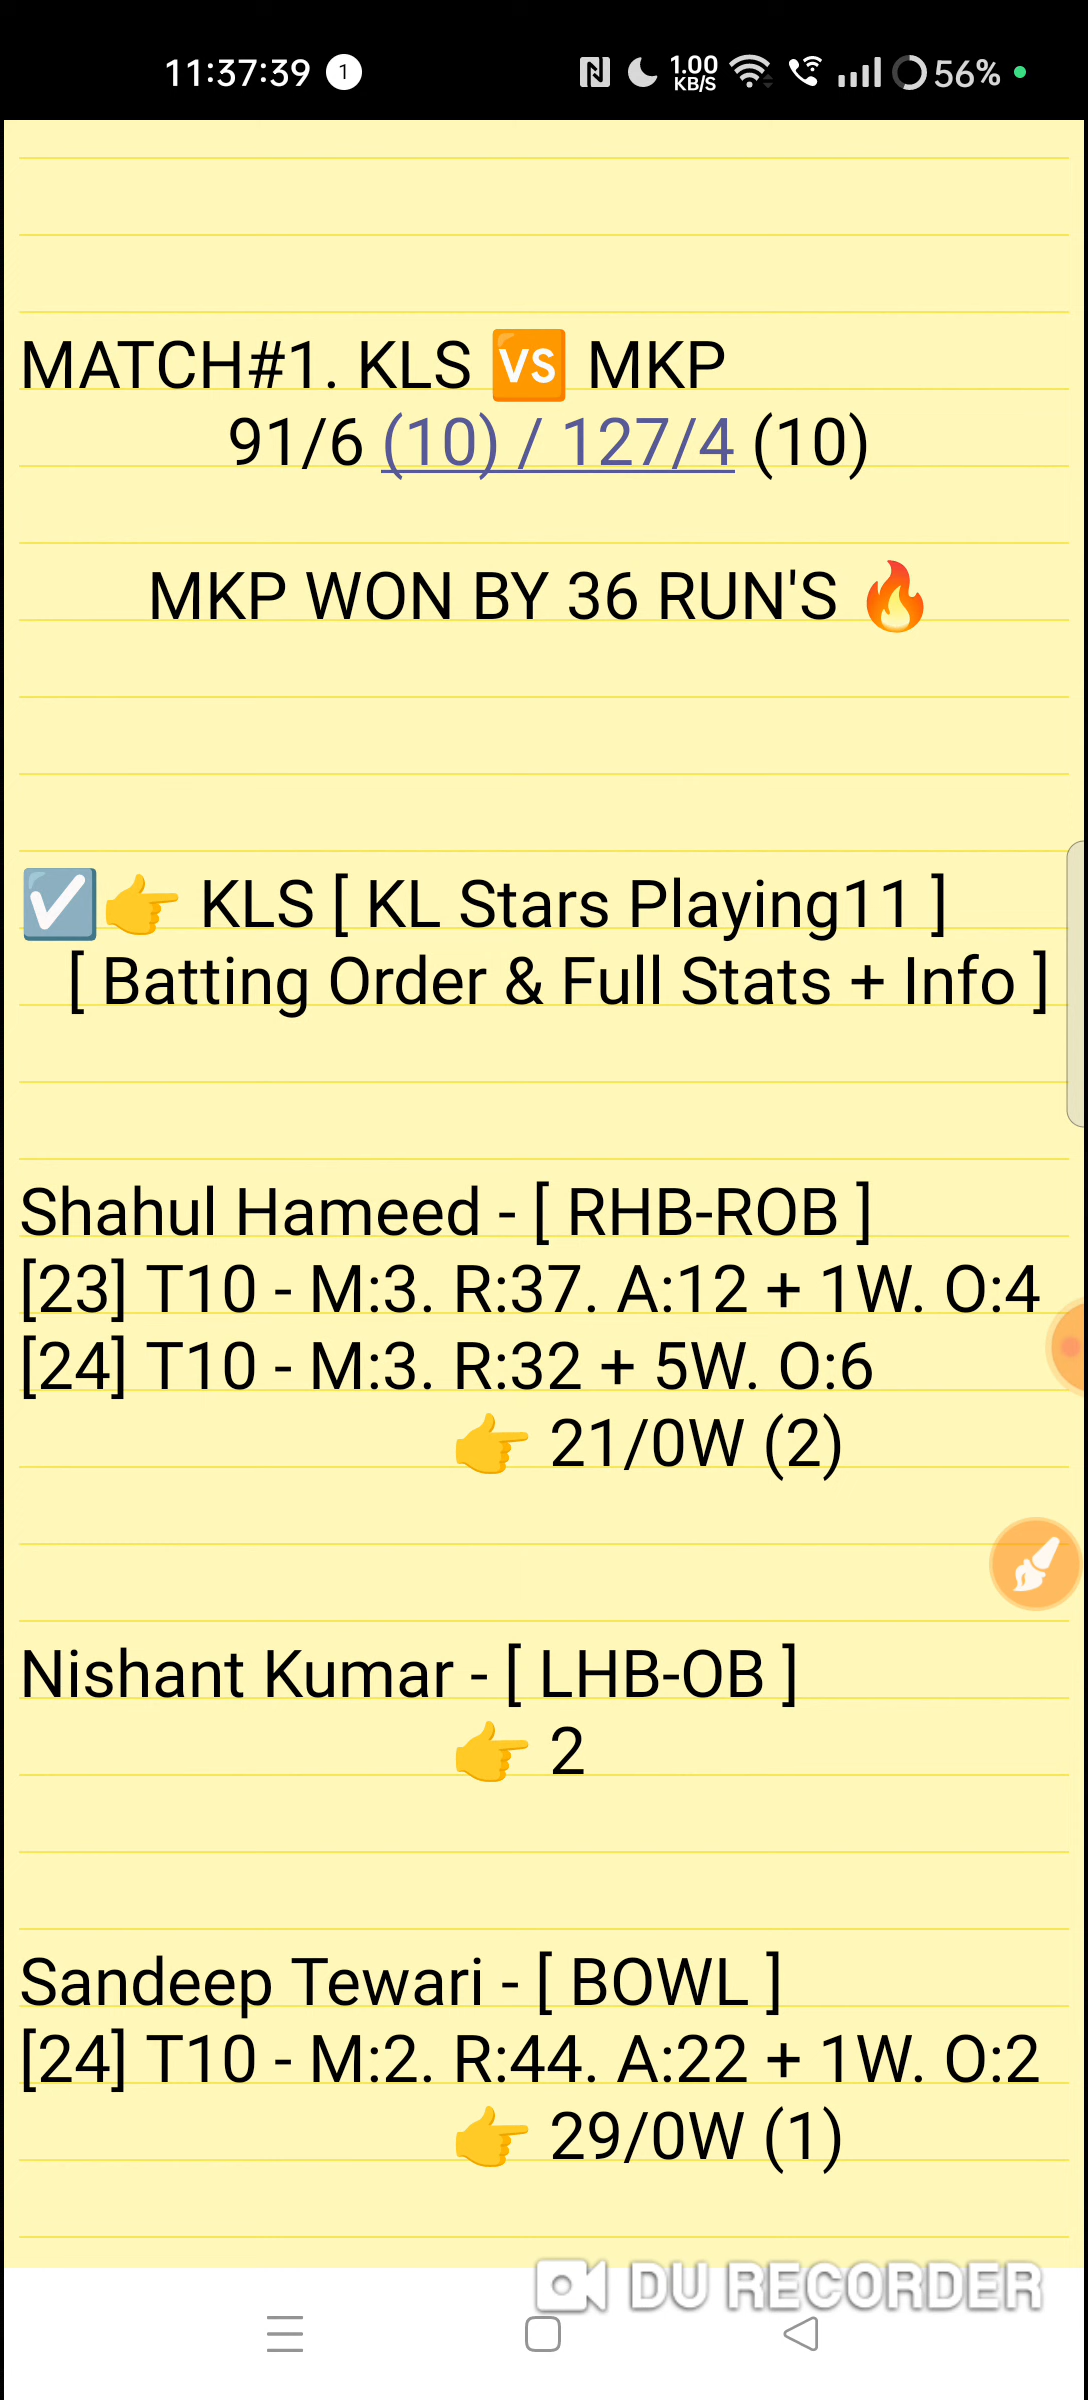 11:37:39 1 1.00 KB/S 56%
MATCH#1. KLS 🆚 MKP
91/6 (10) / 127/4 (10)
MKP WON BY 36 RUN'S 🔥
☑️👉 KLS [ KL Stars Playing11 ]
[ Batting Order & Full Stats + Info ]
Shahul Hameed - [ RHB-ROB ]
[23] T10 - M:3. R:37. A:12 + 1W. O:4
[24] T10 - M:3. R:32 + 5W. O:6
👉 21/0W (2)
Nishant Kumar - [ LHB-OB ]
👉 2
Sandeep Tewari - [ BOWL ]
[24] T10 - M:2. R:44. A:22 + 1W. O:2
👉 29/0W (1)
DU RECORDER